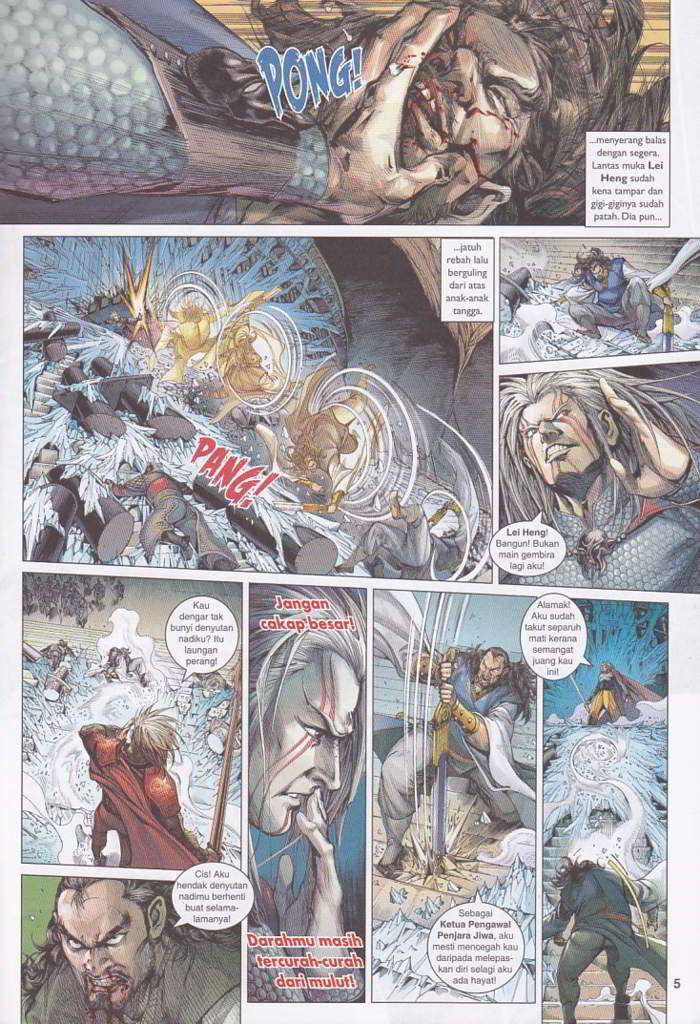 PONG!
...menyerang balas
dengan segera.
Lantas muka Lei
Heng sudah
kena tampar dan
gigi-giginya sudah
patah. Dia pun...
...jatuh
rebah lalu
berguling
dari atas
anak-anak
tangga.
PANG!
Lei Heng!
Bangun! Bukan
main gembira
lagi aku!
Kau
dengar tak
bunyi denyutan
nadiku? Itu
laungan
perang!
Cis! Aku
hendak denyutan
nadimu berhenti
buat selama-
lamanya!
Jangan
cakap besar!
Darahmu masih
tercurah-curah
dari mulut!
Sebagai
Ketua Pengawal
Penjara Jiwa, aku
mesti mencegah kau
daripada melepas-
kan diri selagi aku
ada hayat!
Alamak!
Aku sudah
takut separuh
mati kerana
semangat
juang kau
ini!
5